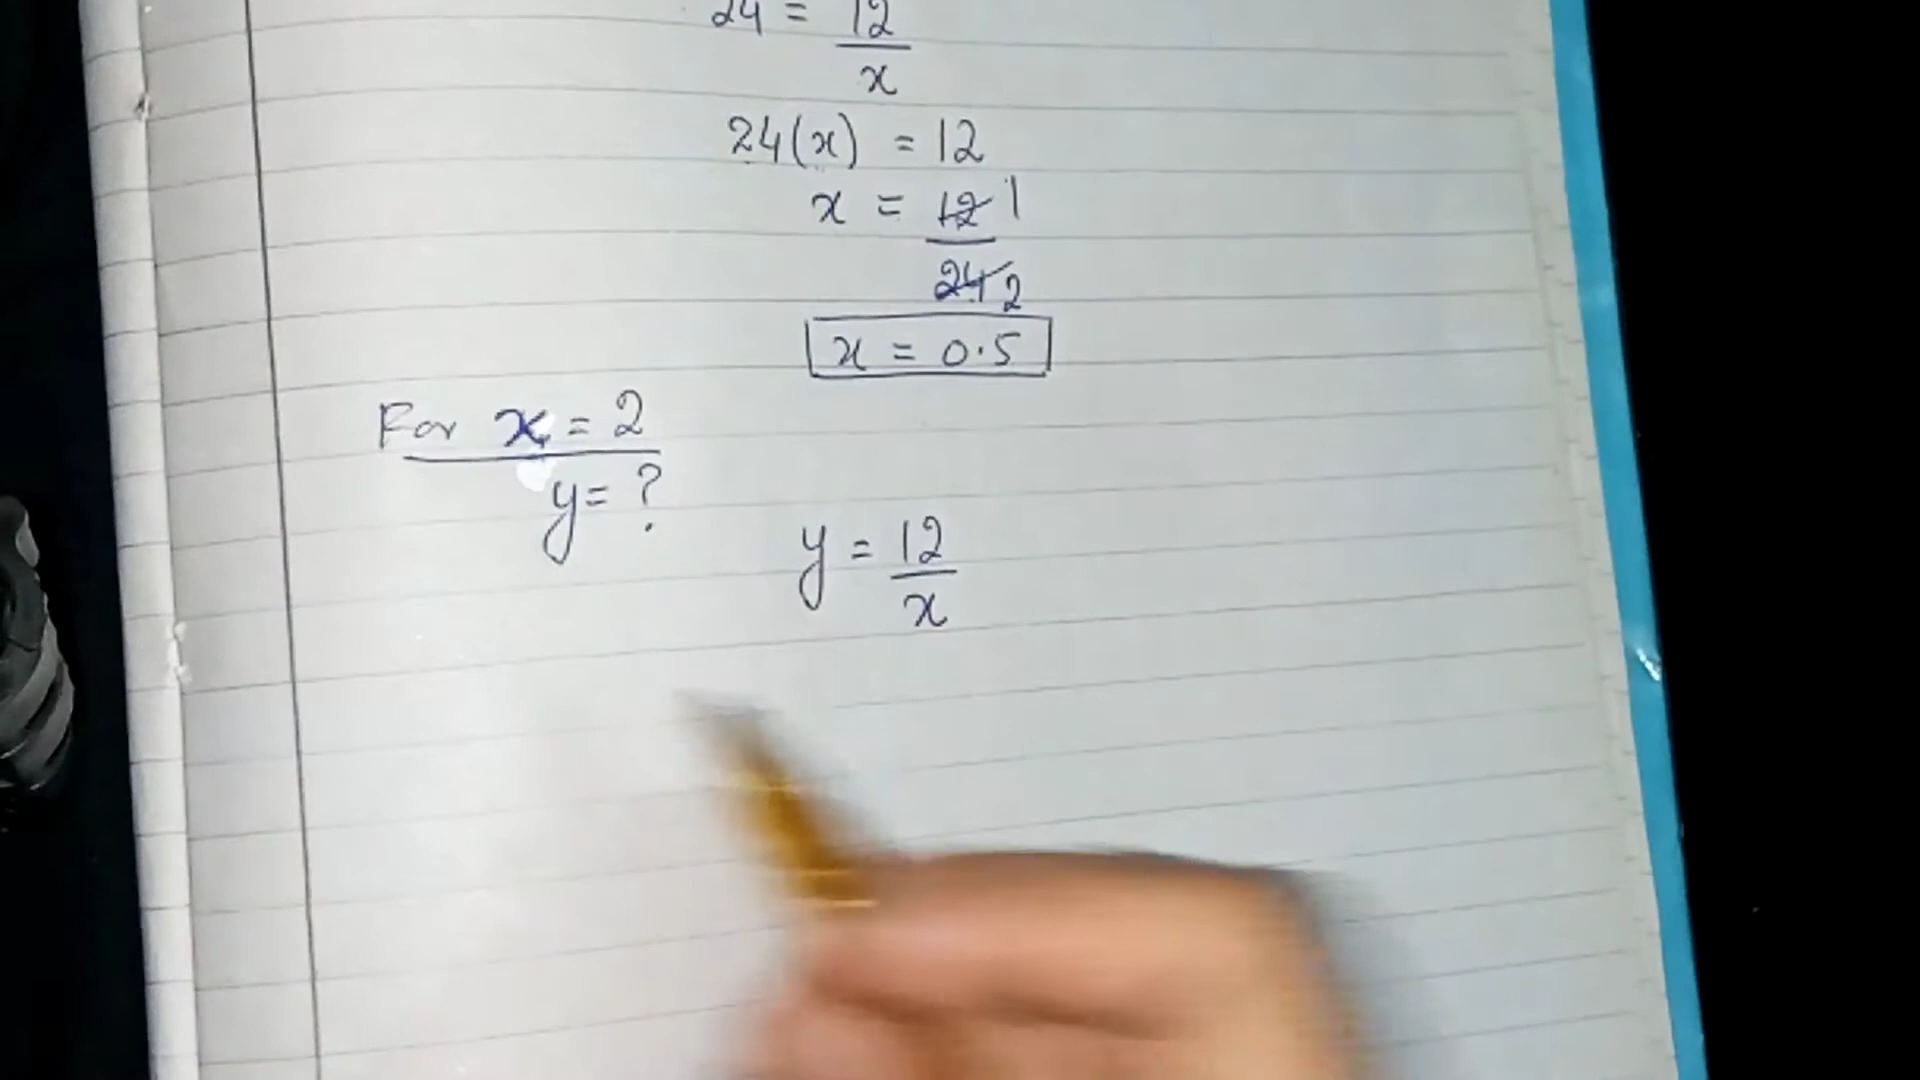 24 = 12
x
24(x) = 12
x = 12 1
24 2
x = 0.5
For x = 2
y = ?
y = 12
x